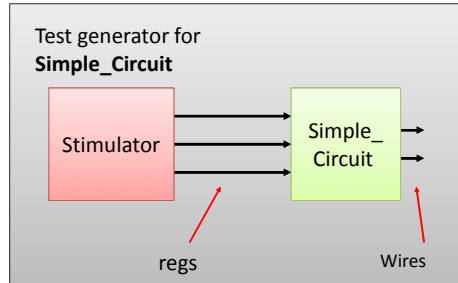 Test generator for
Simple_Circuit
Stimulator
Simple_
Circuit
regs
Wires